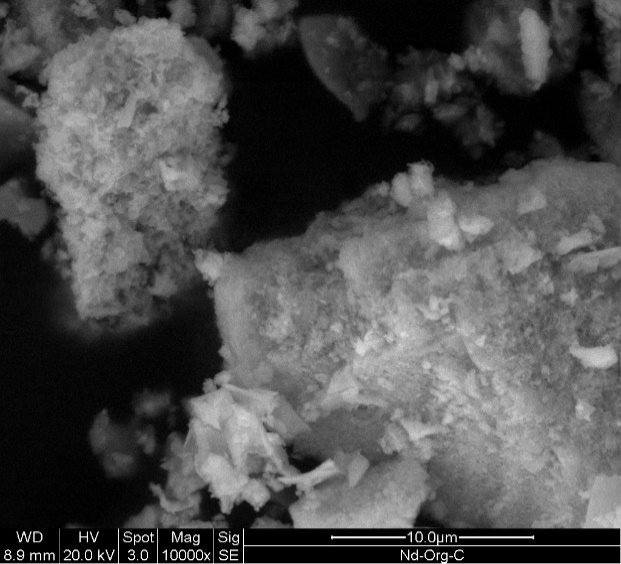 WD HV Spot Mag Sig 10.0µm
8.9 mm 20.0 kV 3.0 10000x SE Nd-Org-C